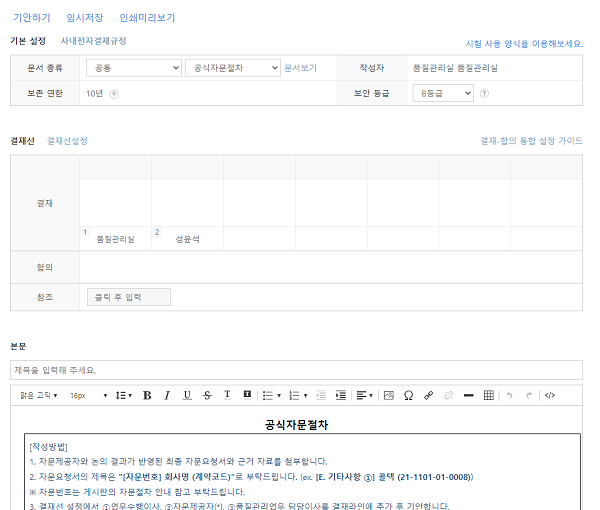 기안하기 임시저장 인쇄미리보기
기본 설정 사내전자결재규정 시험 사용 양식을 이용해보세요.
문서 종류 공통 공식자문절차 문서보기 작성자 품질관리실 품질관리실
보존 연한 10년 ? 보안 등급 B등급 ?
결재선 결재선설정 결재·합의 통합 설정 가이드
결재
1 품질관리실 2 성윤석
합의
참조 클릭 후 입력
본문
제목을 입력해 주세요.
맑은 고딕 16px B I U S T T Ω </>
공식자문절차
[작성방법]
1. 자문제공자와 논의 결과가 반영된 최종 자문요청서와 근거 자료를 첨부합니다.
2. 자문요청서의 제목은 "[자문번호] 회사명 (계약코드)"로 부탁드립니다. (ex. [E. 기타사항 ③] 콜텍 (21-1101-01-0008))
※ 자문번호는 게시판의 자문절차 안내 참고 부탁드립니다.
3. 결재선 설정에서 ①업무수행이사, ②자문제공자(*), ③품질관리업무 담당이사를 결재라인에 추가 후 기안합니다.